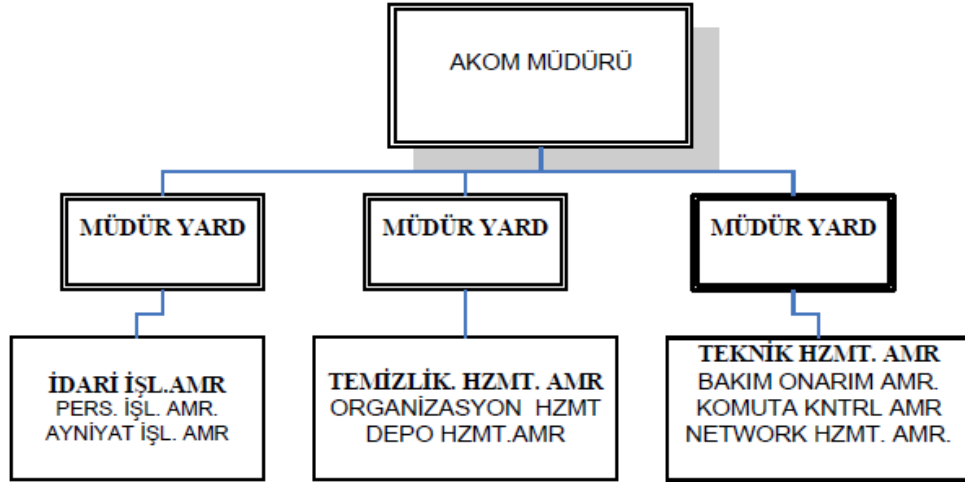 AKOM MÜDÜRÜ
MÜDÜR YARD
MÜDÜR YARD
MÜDÜR YARD
İDARİ İŞL.AMR
PERS. İŞL. AMR.
AYNİYAT İŞL. AMR
TEMİZLİK. HZMT. AMR
ORGANİZASYON HZMT
DEPO HZMT.AMR
TEKNİK HZMT. AMR
BAKIM ONARIM AMR.
KOMUTA KNTRL AMR
NETWORK HZMT. AMR.